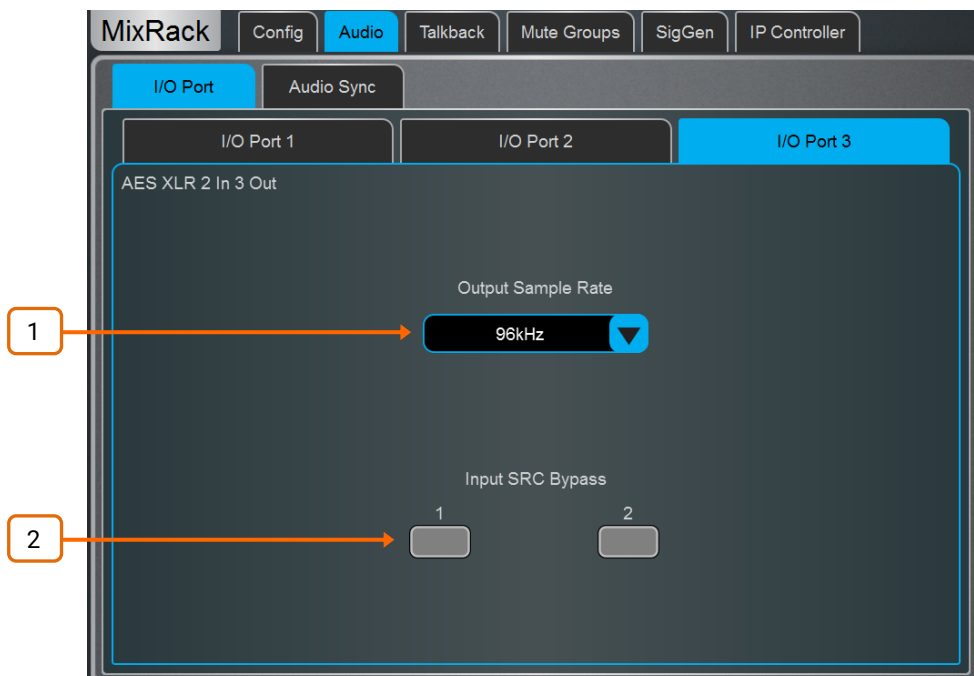 MixRack Config Audio Talkback Mute Groups SigGen IP Controller
I/O Port Audio Sync
I/O Port 1 I/O Port 2 I/O Port 3
AES XLR 2 In 3 Out
Output Sample Rate
1 96kHz
Input SRC Bypass
1 2
2